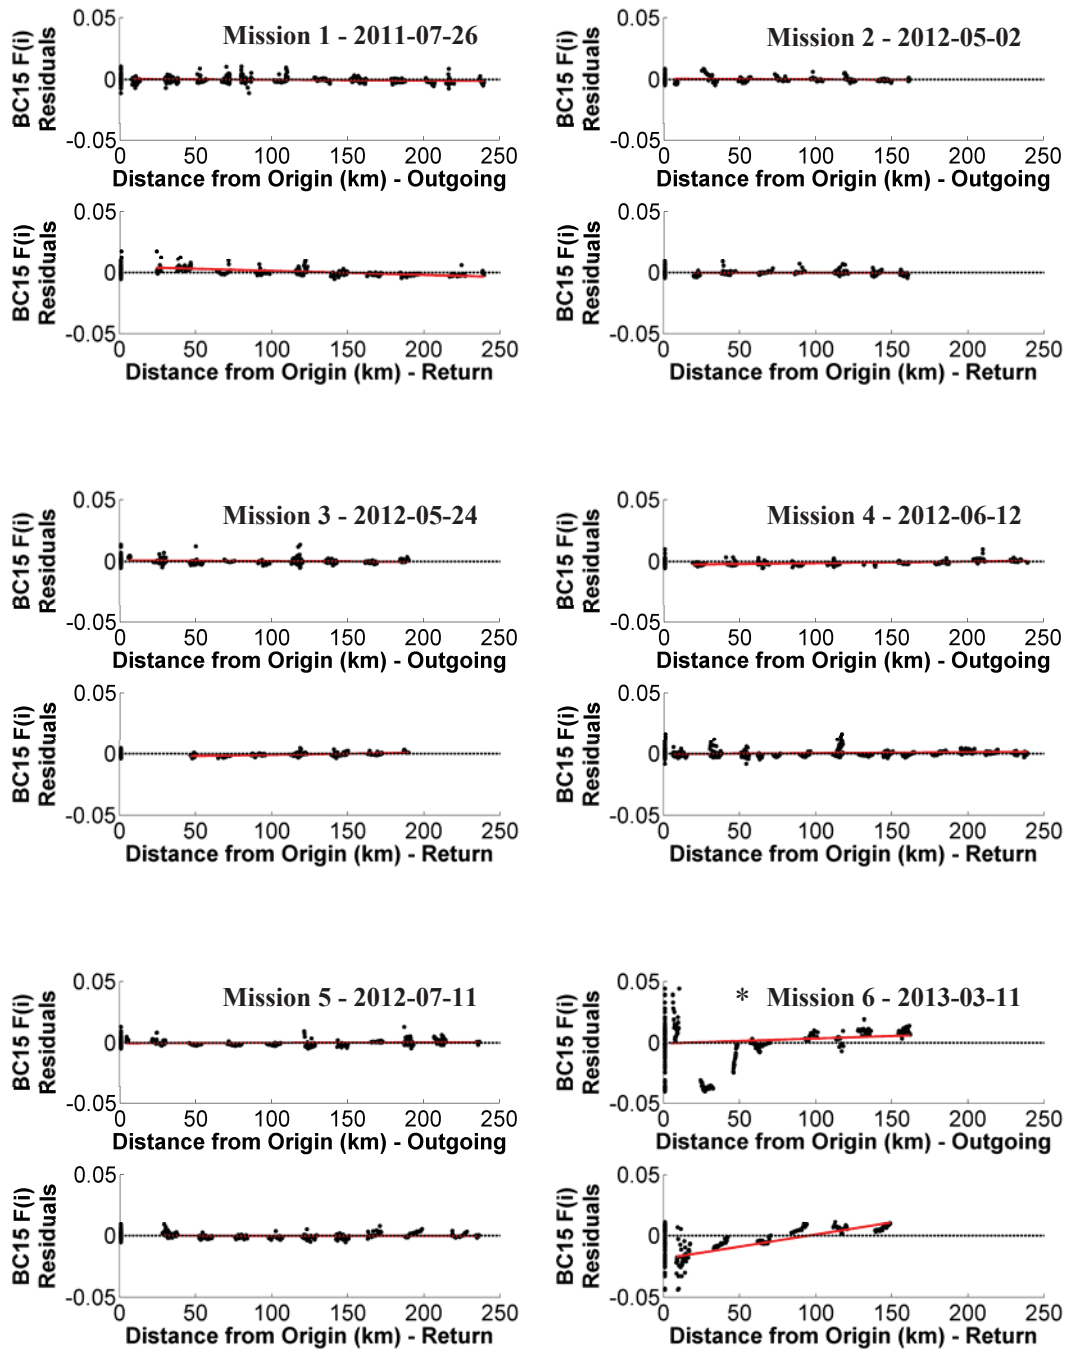 Mission 1 - 2011-07-26
BC15 F(i)
Residuals
0.05
0
-0.05
0 50 100 150 200 250
Distance from Origin (km) - Outgoing
BC15 F(i)
Residuals
0.05
0
-0.05
0 50 100 150 200 250
Distance from Origin (km) - Return
Mission 2 - 2012-05-02
BC15 F(i)
Residuals
0.05
0
-0.05
0 50 100 150 200 250
Distance from Origin (km) - Outgoing
BC15 F(i)
Residuals
0.05
0
-0.05
0 50 100 150 200 250
Distance from Origin (km) - Return
Mission 3 - 2012-05-24
BC15 F(i)
Residuals
0.05
0
-0.05
0 50 100 150 200 250
Distance from Origin (km) - Outgoing
BC15 F(i)
Residuals
0.05
0
-0.05
0 50 100 150 200 250
Distance from Origin (km) - Return
Mission 4 - 2012-06-12
BC15 F(i)
Residuals
0.05
0
-0.05
0 50 100 150 200 250
Distance from Origin (km) - Outgoing
BC15 F(i)
Residuals
0.05
0
-0.05
0 50 100 150 200 250
Distance from Origin (km) - Return
Mission 5 - 2012-07-11
BC15 F(i)
Residuals
0.05
0
-0.05
0 50 100 150 200 250
Distance from Origin (km) - Outgoing
BC15 F(i)
Residuals
0.05
0
-0.05
0 50 100 150 200 250
Distance from Origin (km) - Return
* Mission 6 - 2013-03-11
BC15 F(i)
Residuals
0.05
0
-0.05
0 50 100 150 200 250
Distance from Origin (km) - Outgoing
BC15 F(i)
Residuals
0.05
0
-0.05
0 50 100 150 200 250
Distance from Origin (km) - Return